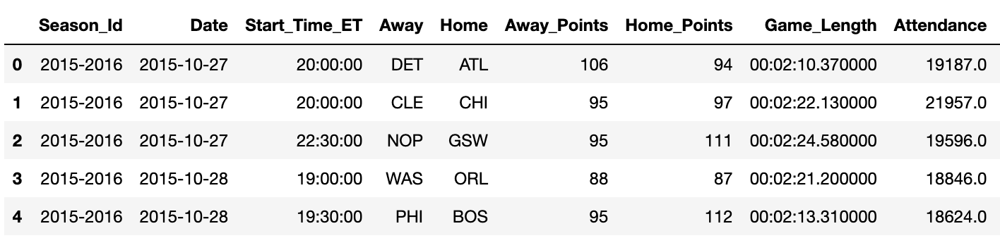 Season_Id Date Start_Time_ET Away Home Away_Points Home_Points Game_Length Attendance
0 2015-2016 2015-10-27 20:00:00 DET ATL 106 94 00:02:10.370000 19187.0
1 2015-2016 2015-10-27 20:00:00 CLE CHI 95 97 00:02:22.130000 21957.0
2 2015-2016 2015-10-27 22:30:00 NOP GSW 95 111 00:02:24.580000 19596.0
3 2015-2016 2015-10-28 19:00:00 WAS ORL 88 87 00:02:21.200000 18846.0
4 2015-2016 2015-10-28 19:30:00 PHI BOS 95 112 00:02:13.310000 18624.0